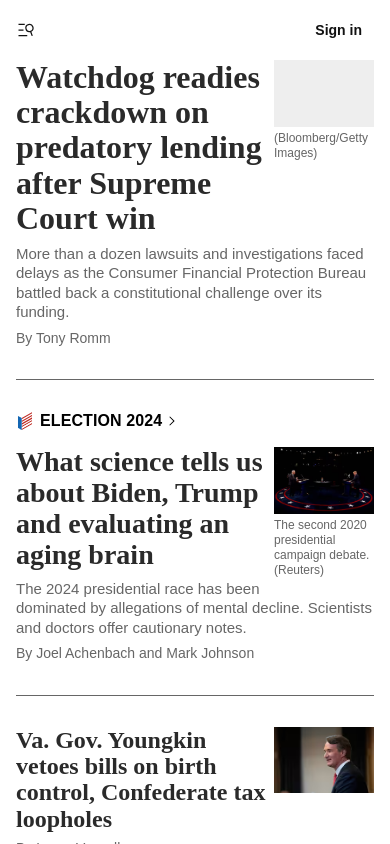 Sign in
Watchdog readies
crackdown on
predatory lending
after Supreme
Court win
(Bloomberg/Getty
Images)
More than a dozen lawsuits and investigations faced
delays as the Consumer Financial Protection Bureau
battled back a constitutional challenge over its
funding.
By Tony Romm
ELECTION 2024
What science tells us
about Biden, Trump
and evaluating an
aging brain
The second 2020
presidential
campaign debate.
(Reuters)
The 2024 presidential race has been
dominated by allegations of mental decline. Scientists
and doctors offer cautionary notes.
By Joel Achenbach and Mark Johnson
Va. Gov. Youngkin
vetoes bills on birth
control, Confederate tax
loopholes